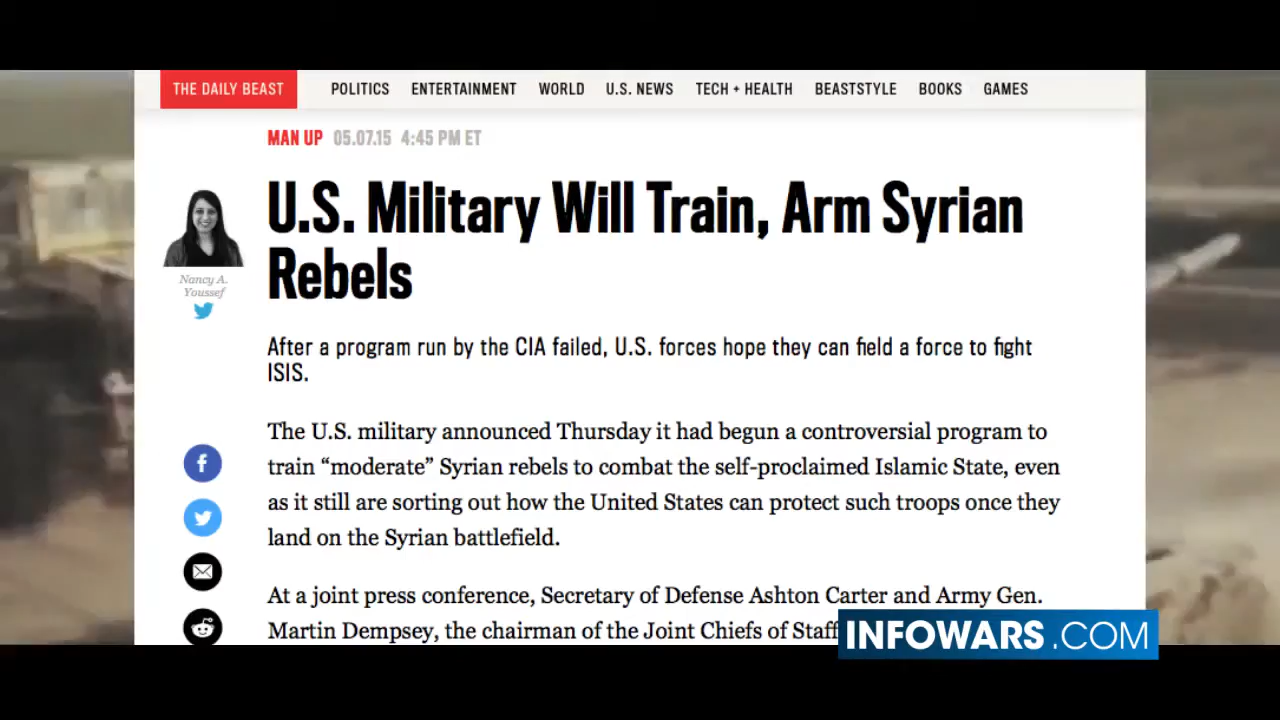 THE DAILY BEAST POLITICS ENTERTAINMENT WORLD U.S. NEWS TECH + HEALTH BEASTSTYLE BOOKS GAMES
MAN UP 05.07.15 4:45 PM ET
U.S. Military Will Train, Arm Syrian
Rebels
Nancy A.
Youssef
After a program run by the CIA failed, U.S. forces hope they can field a force to fight
ISIS.
The U.S. military announced Thursday it had begun a controversial program to
train “moderate” Syrian rebels to combat the self-proclaimed Islamic State, even
as it still are sorting out how the United States can protect such troops once they
land on the Syrian battlefield.
At a joint press conference, Secretary of Defense Ashton Carter and Army Gen.
Martin Dempsey, the chairman of the Joint Chiefs of Staff
INFOWARS.COM